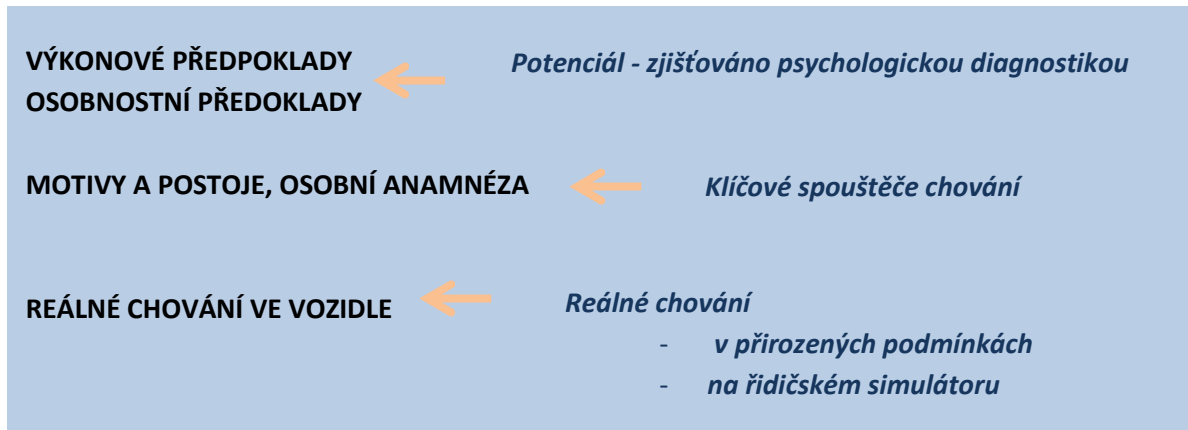 VÝKONOVÉ PŘEDPOKLADY
Potenciál - zjišťováno psychologickou diagnostikou
OSOBNOSTNÍ PŘEDOKLADY
MOTIVY A POSTOJE, OSOBNÍ ANAMNÉZA
Klíčové spouštěče chování
REÁLNÉ CHOVÁNÍ VE VOZIDLE
Reálné chování
- v přirozených podmínkách
- na řidičském simulátoru